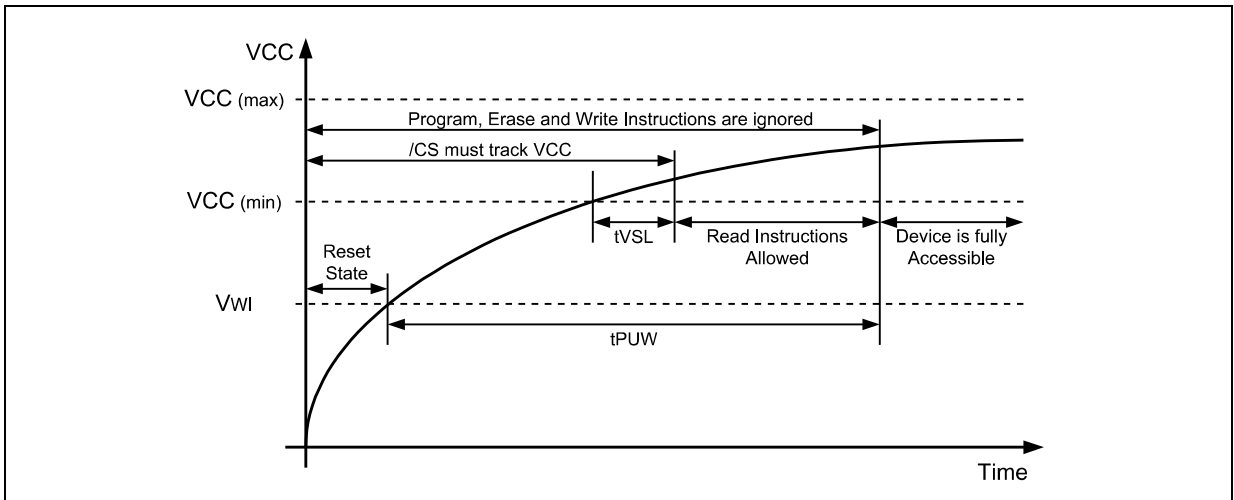 VCC
VCC (max)
Program, Erase and Write Instructions are ignored
/CS must track VCC
VCC (min)
tVSL
Read Instructions
Allowed
Device is fully
Accessible
Reset
State
VWI
tPUW
Time